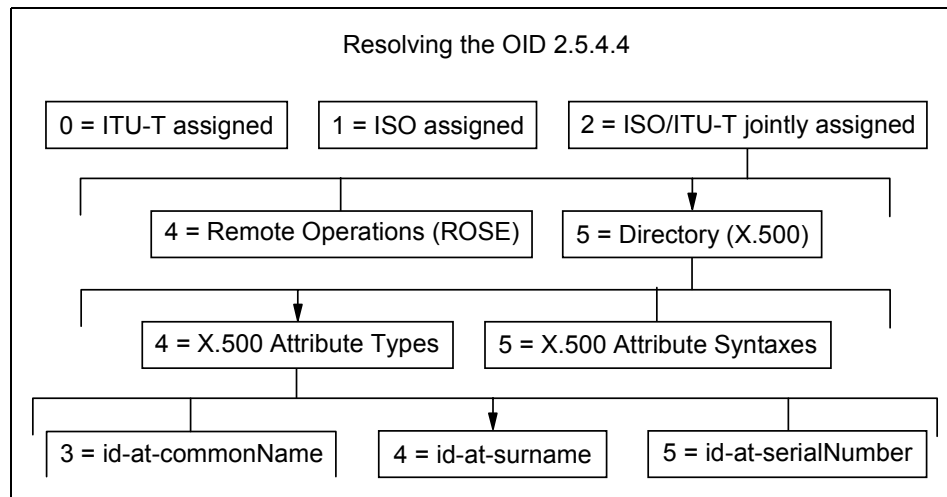 Resolving the OID 2.5.4.4
0 = ITU-T assigned
1 = ISO assigned
2 = ISO/ITU-T jointly assigned
4 = Remote Operations (ROSE)
5 = Directory (X.500)
4 = X.500 Attribute Types
5 = X.500 Attribute Syntaxes
3 = id-at-commonName
4 = id-at-surname
5 = id-at-serialNumber